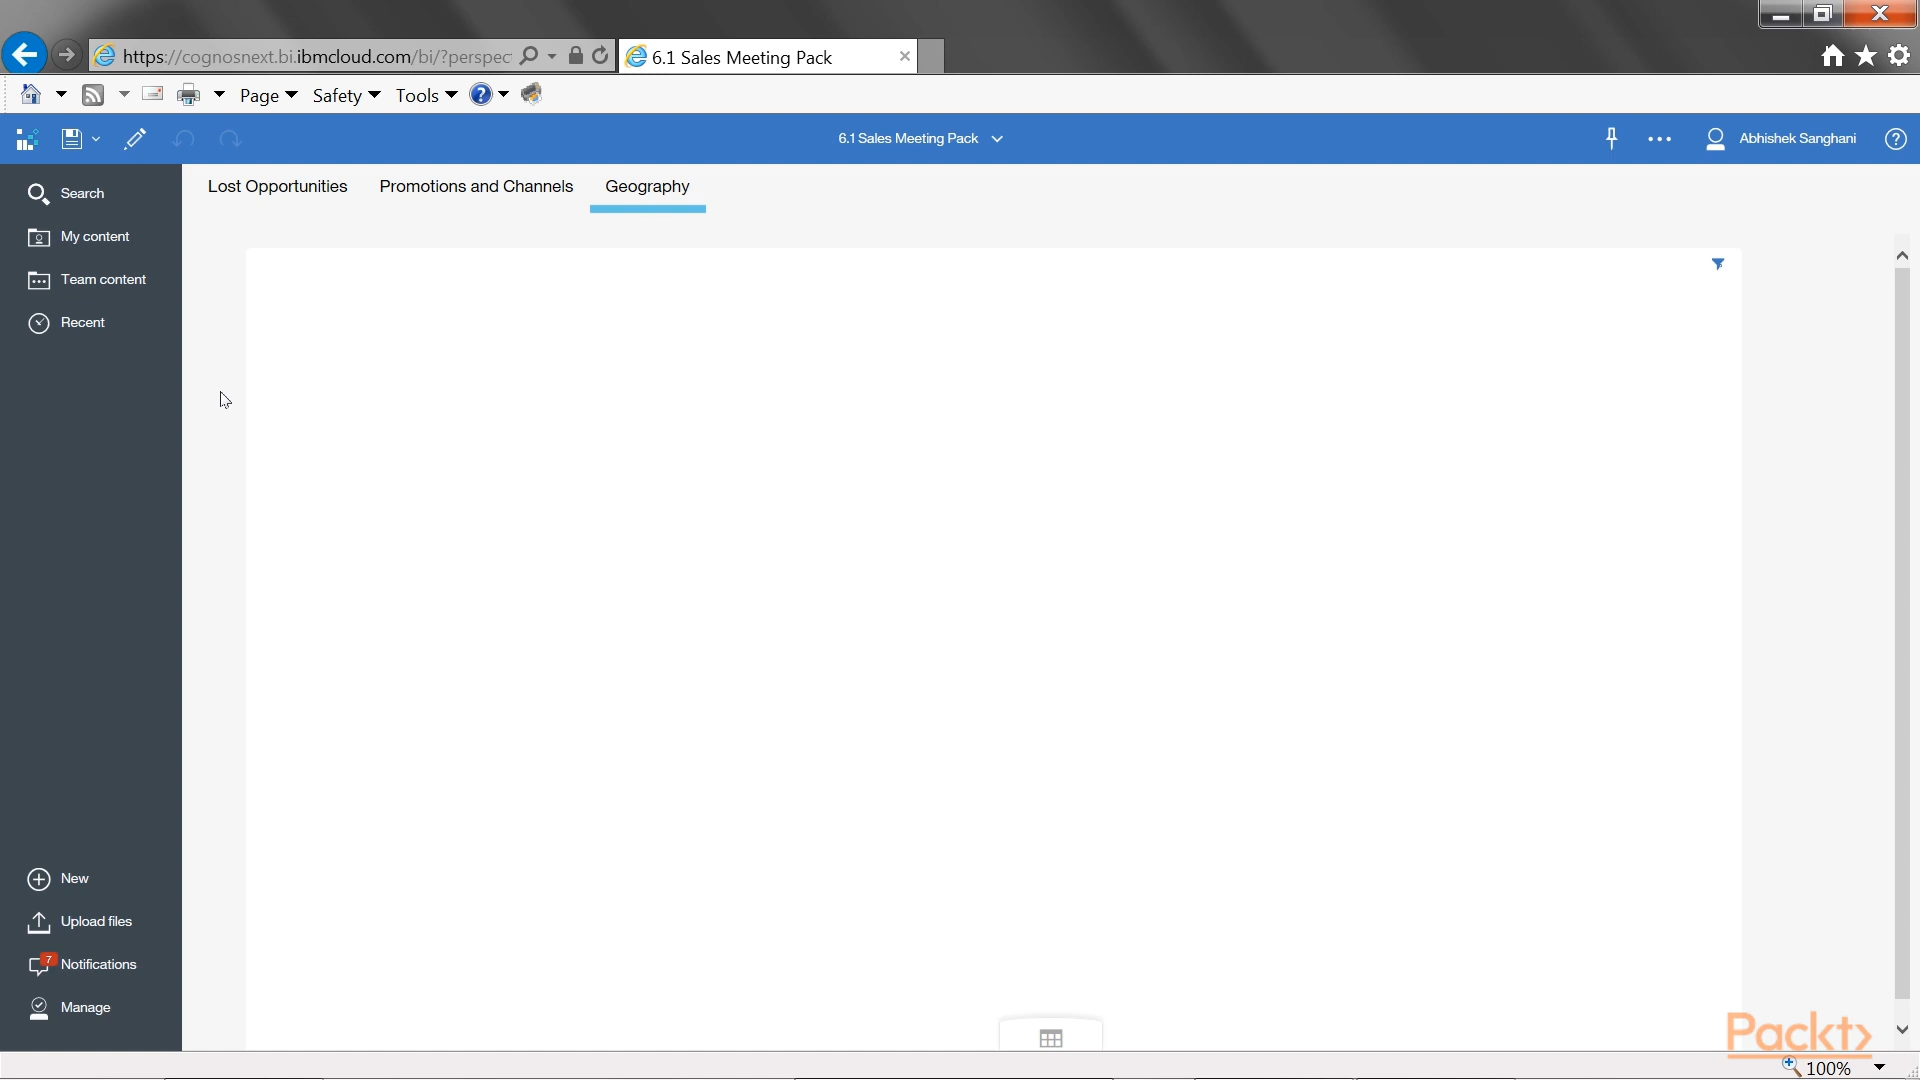 https://cognosnext.bi.ibmcloud.com/bi/?perspec
6.1 Sales Meeting Pack
Page
Safety
Tools
6.1 Sales Meeting Pack
Abhishek Sanghani
Search
My content
Team content
Recent
Lost Opportunities
Promotions and Channels
Geography
New
Upload files
7
Notifications
Manage
Packt>
100%